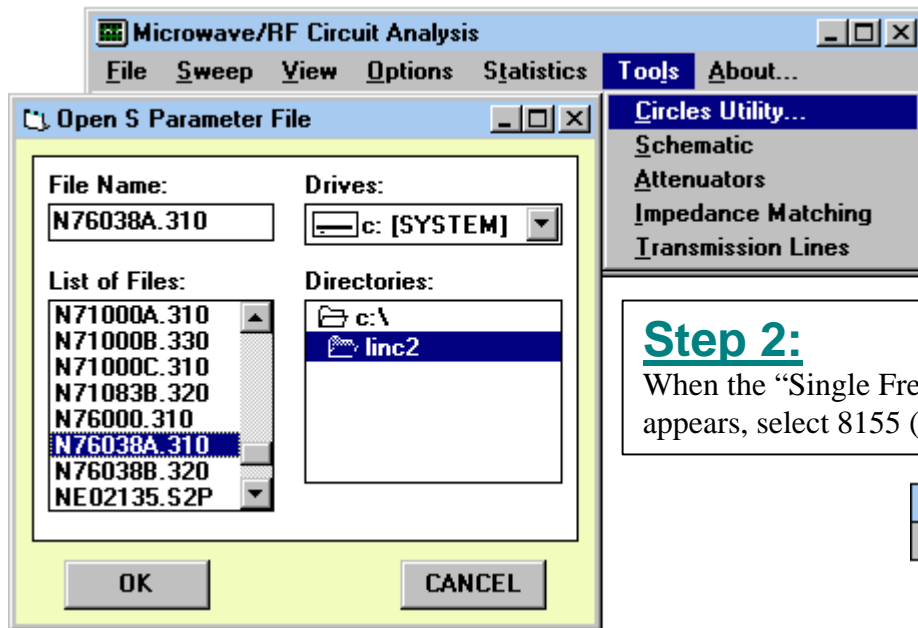 Microwave/RF Circuit Analysis
File Sweep View Options Statistics Tools About...
Circles Utility...
Schematic
Attenuators
Impedance Matching
Transmission Lines
Open S Parameter File
File Name:
N76038A.310
Drives:
c: [SYSTEM]
List of Files:
N71000A.310
N71000B.330
N71000C.310
N71083B.320
N76000.310
N76038A.310
N76038B.320
NE02135.S2P
Directories:
c:\
linc2
OK
CANCEL
Step 2:
When the “Single Fre
appears, select 8155 (